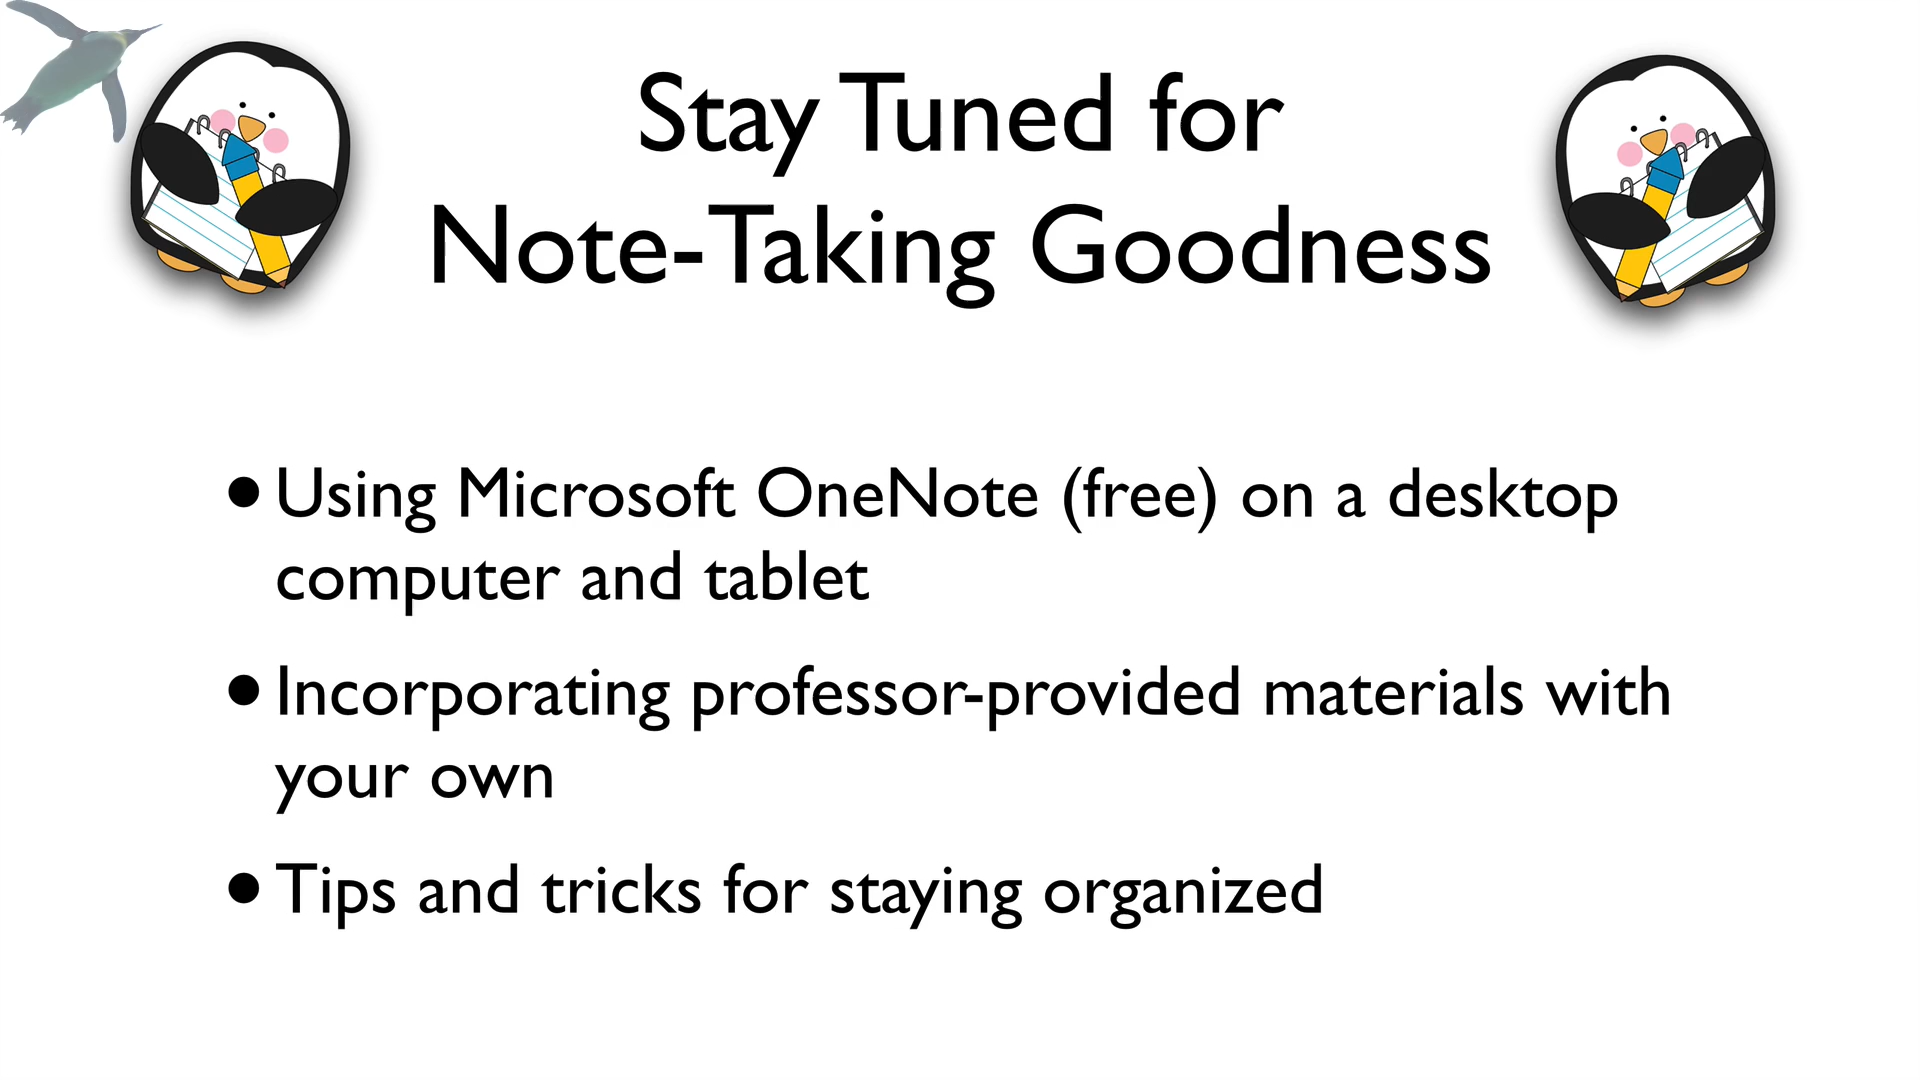 Stay Tuned for
Note-Taking Goodness
• Using Microsoft OneNote (free) on a desktop
computer and tablet
• Incorporating professor-provided materials with
your own
• Tips and tricks for staying organized